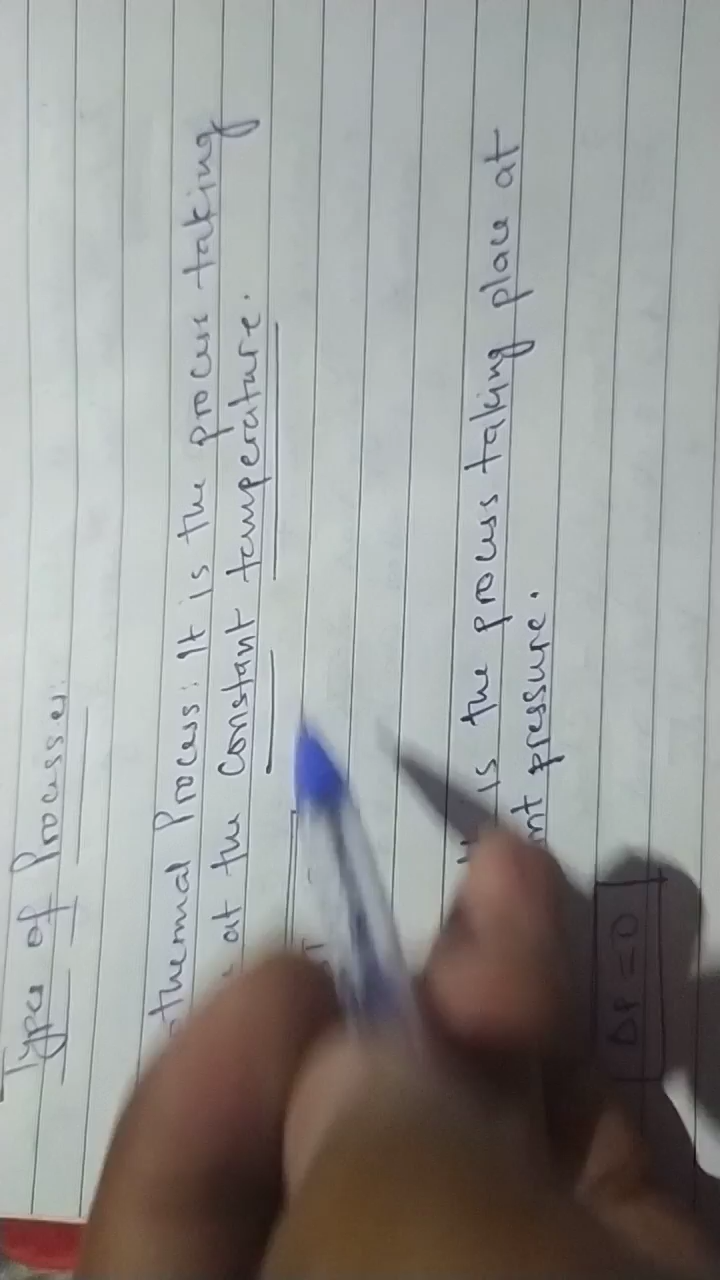 Types of Processes:
thermal Process: It is the process taking
at the constant temperature.
is the process taking place at
nt pressure.
ΔP = 0